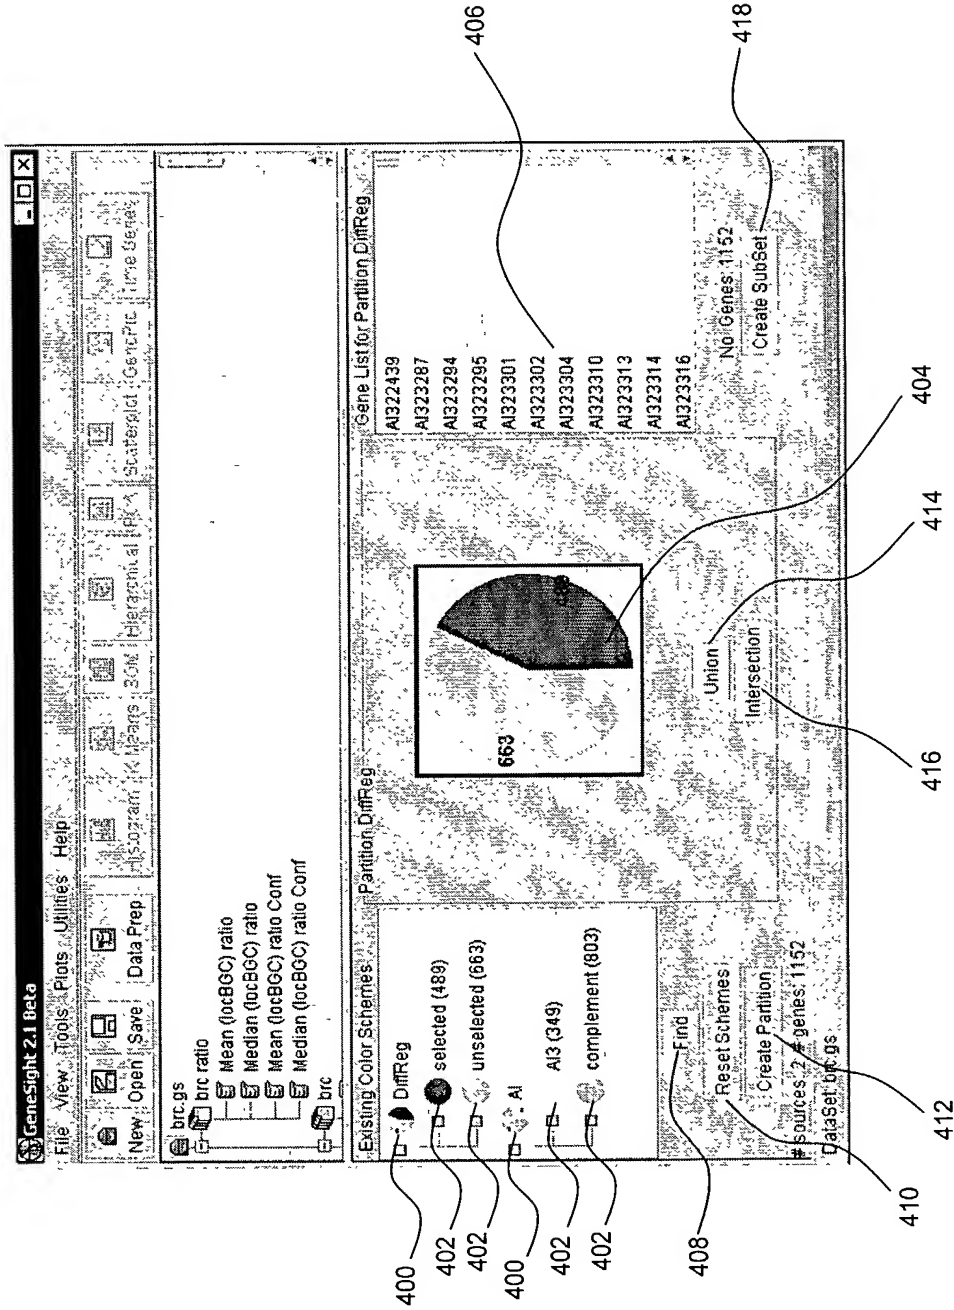 GeneSight 2.1 Beta
File View Tools Plots Utilities Help
New Open Save Data Prep. Histogram K Means SOM Hierarchical PCA Scatterplot GenePie Time Series
brc.gs
brc ratio
Mean (locBGC) ratio
Median (locBGC) ratio
Mean (locBGC) ratio Conf
Median (locBGC) ratio Conf
brc
Existing Color Schemes
DiffReg
selected (489)
unselected (663)
AI
AI3 (349)
complement (803)
Find
Reset Schemes
Create Partition
# sources: 2 # genes: 1152
DataSet: brc.gs
Partition DiffReg
663
489
Union
Intersection
Gene List for Partition DiffReg
AI322439
AI323287
AI323294
AI323295
AI323301
AI323302
AI323304
AI323310
AI323313
AI323314
AI323316
No Genes: 1152
Create SubSet
400
402
402
400
402
402
408
410
412
416
414
404
406
418